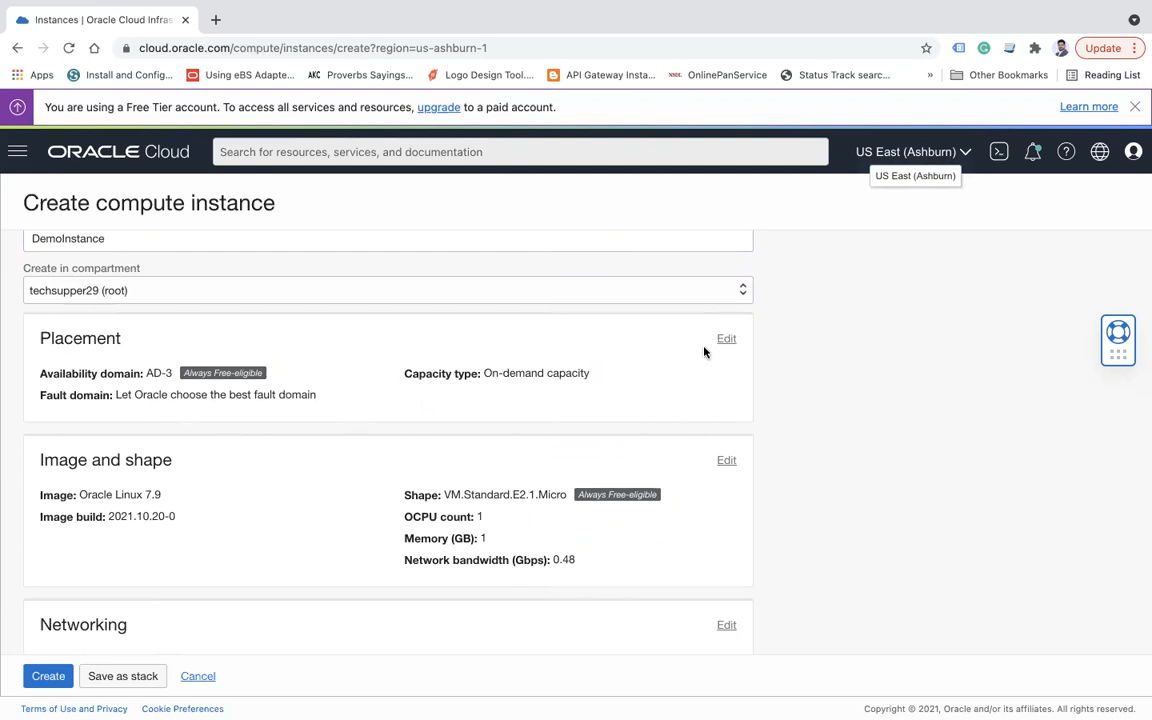 Instances | Oracle Cloud Infras
cloud.oracle.com/compute/instances/create?region=us-ashburn-1
Update
Apps
Install and Config...
Using eBS Adapte...
AKC Proverbs Sayings...
Logo Design Tool....
API Gateway Insta...
OnlinePanService
Status Track searc...
»
Other Bookmarks
Reading List
You are using a Free Tier account. To access all services and resources, upgrade to a paid account.
Learn more
ORACLE Cloud
Search for resources, services, and documentation
US East (Ashburn)
US East (Ashburn)
Create compute instance
DemoInstance
Create in compartment
techsupper29 (root)
Placement
Edit
Availability domain: AD-3 Always Free-eligible
Capacity type: On-demand capacity
Fault domain: Let Oracle choose the best fault domain
Image and shape
Edit
Image: Oracle Linux 7.9
Shape: VM.Standard.E2.1.Micro Always Free-eligible
Image build: 2021.10.20-0
OCPU count: 1
Memory (GB): 1
Network bandwidth (Gbps): 0.48
Networking
Edit
Create
Save as stack
Cancel
Terms of Use and Privacy
Cookie Preferences
Copyright © 2021, Oracle and/or its affiliates. All rights reserved.